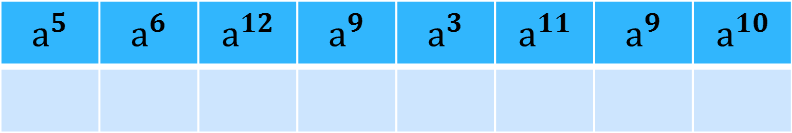 a⁵ a⁶ a¹² a⁹ a³ a¹¹ a⁹ a¹⁰